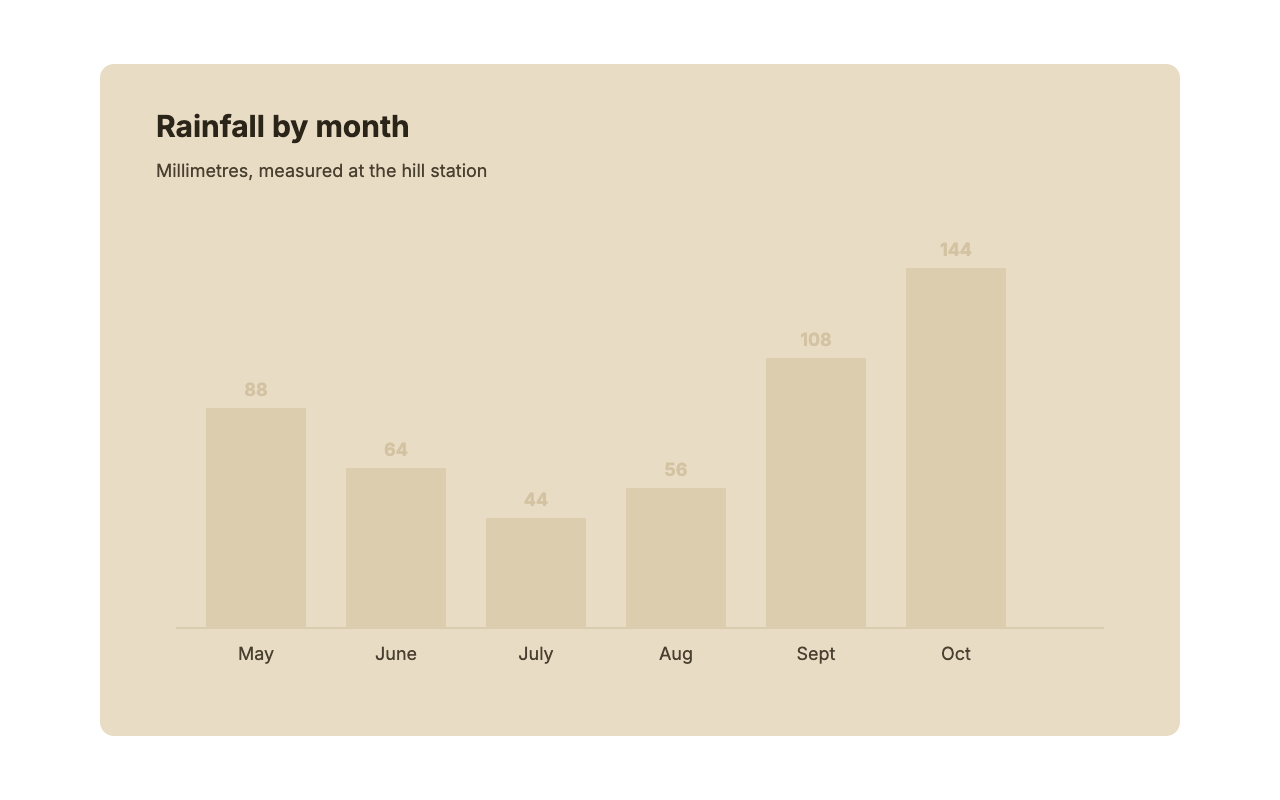 Rainfall by month
Millimetres, measured at the hill station
144
108
88
64
56
44
May June July Aug Sept Oct